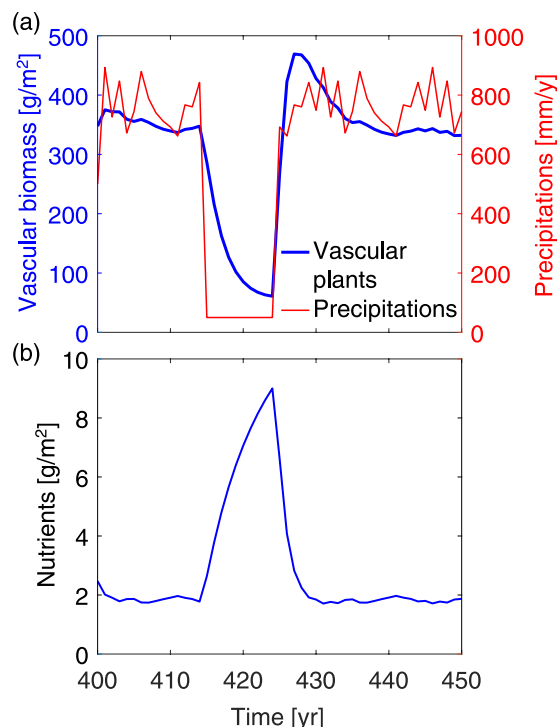 (a)
500
400
300
200
100
0
Vascular biomass [g/m²]
1000
800
600
400
200
0
Precipitations [mm/y]
Vascular
plants
Precipitations
(b)
10
8
6
4
2
0
Nutrients [g/m²]
400
410
420
430
440
450
Time [yr]